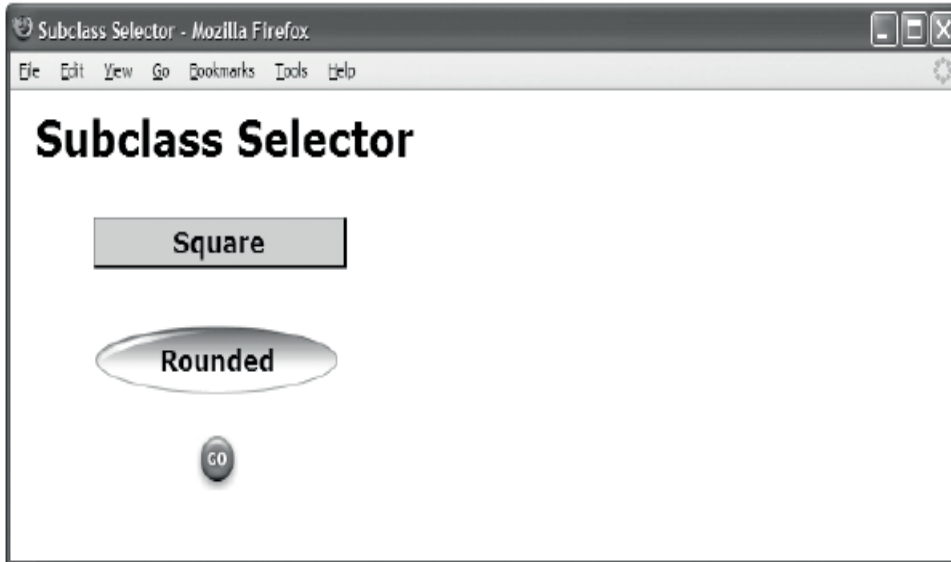 Subclass Selector - Mozilla Firefox
File Edit View Go Bookmarks Tools Help
Subclass Selector
Square
Rounded
GO